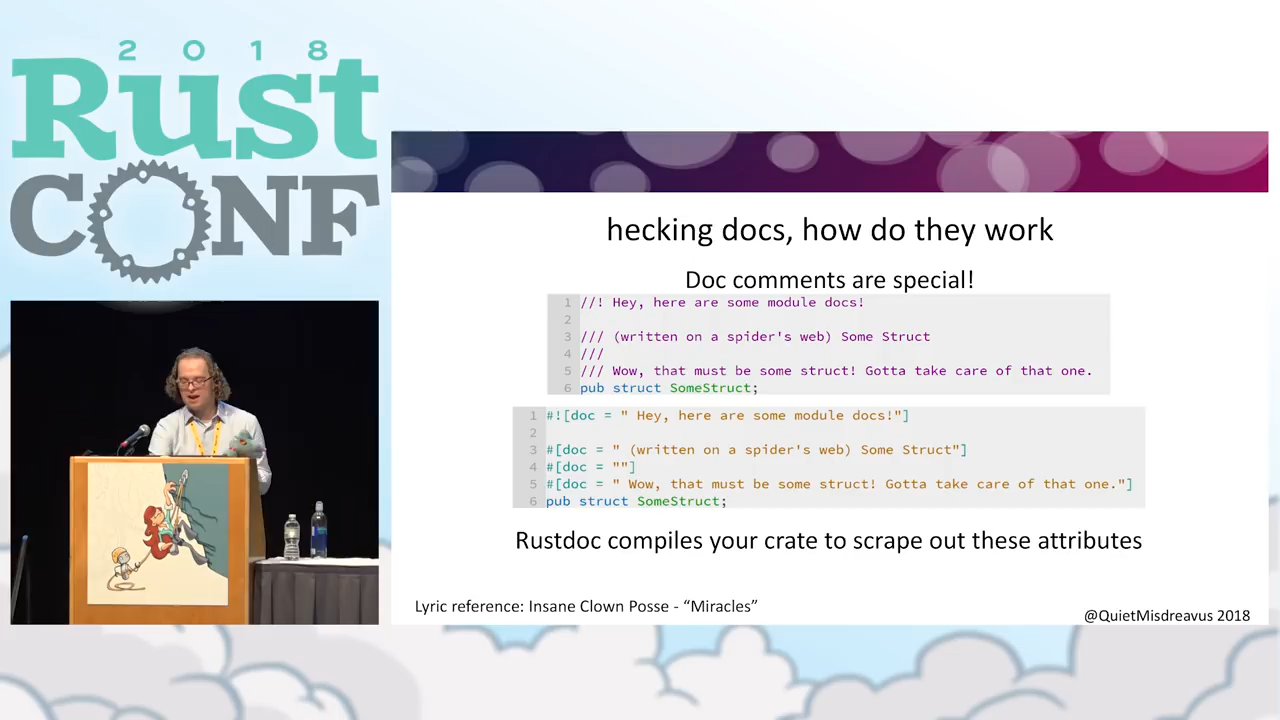 2018
Rust
CONF
hecking docs, how do they work
Doc comments are special!
1 //! Hey, here are some module docs!
2
3 /// (written on a spider's web) Some Struct
4 ///
5 /// Wow, that must be some struct! Gotta take care of that one.
6 pub struct SomeStruct;
1 #![doc = " Hey, here are some module docs!"]
2
3 #[doc = " (written on a spider's web) Some Struct"]
4 #[doc = ""]
5 #[doc = " Wow, that must be some struct! Gotta take care of that one."]
6 pub struct SomeStruct;
Rustdoc compiles your crate to scrape out these attributes
Lyric reference: Insane Clown Posse - “Miracles”
@QuietMisdreavus 2018